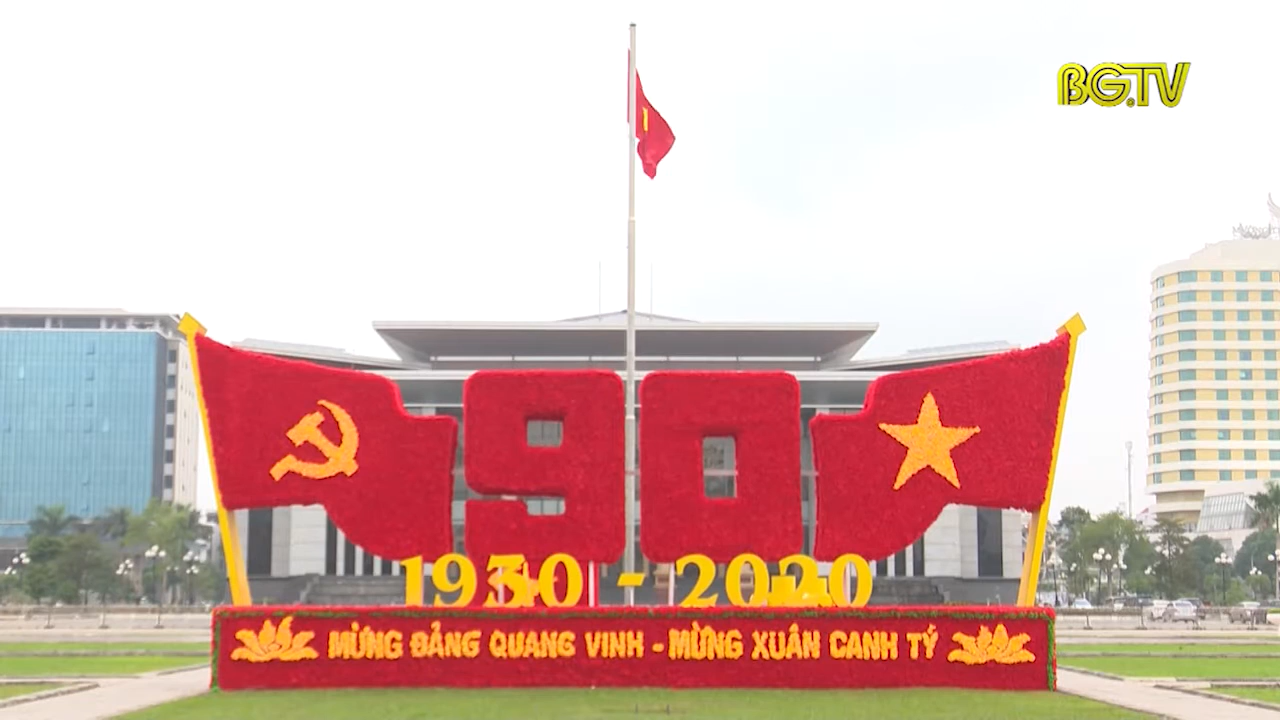 BGTV
90
1930 - 2020
MỪNG ĐẢNG QUANG VINH - MỪNG XUÂN CANH TÝ